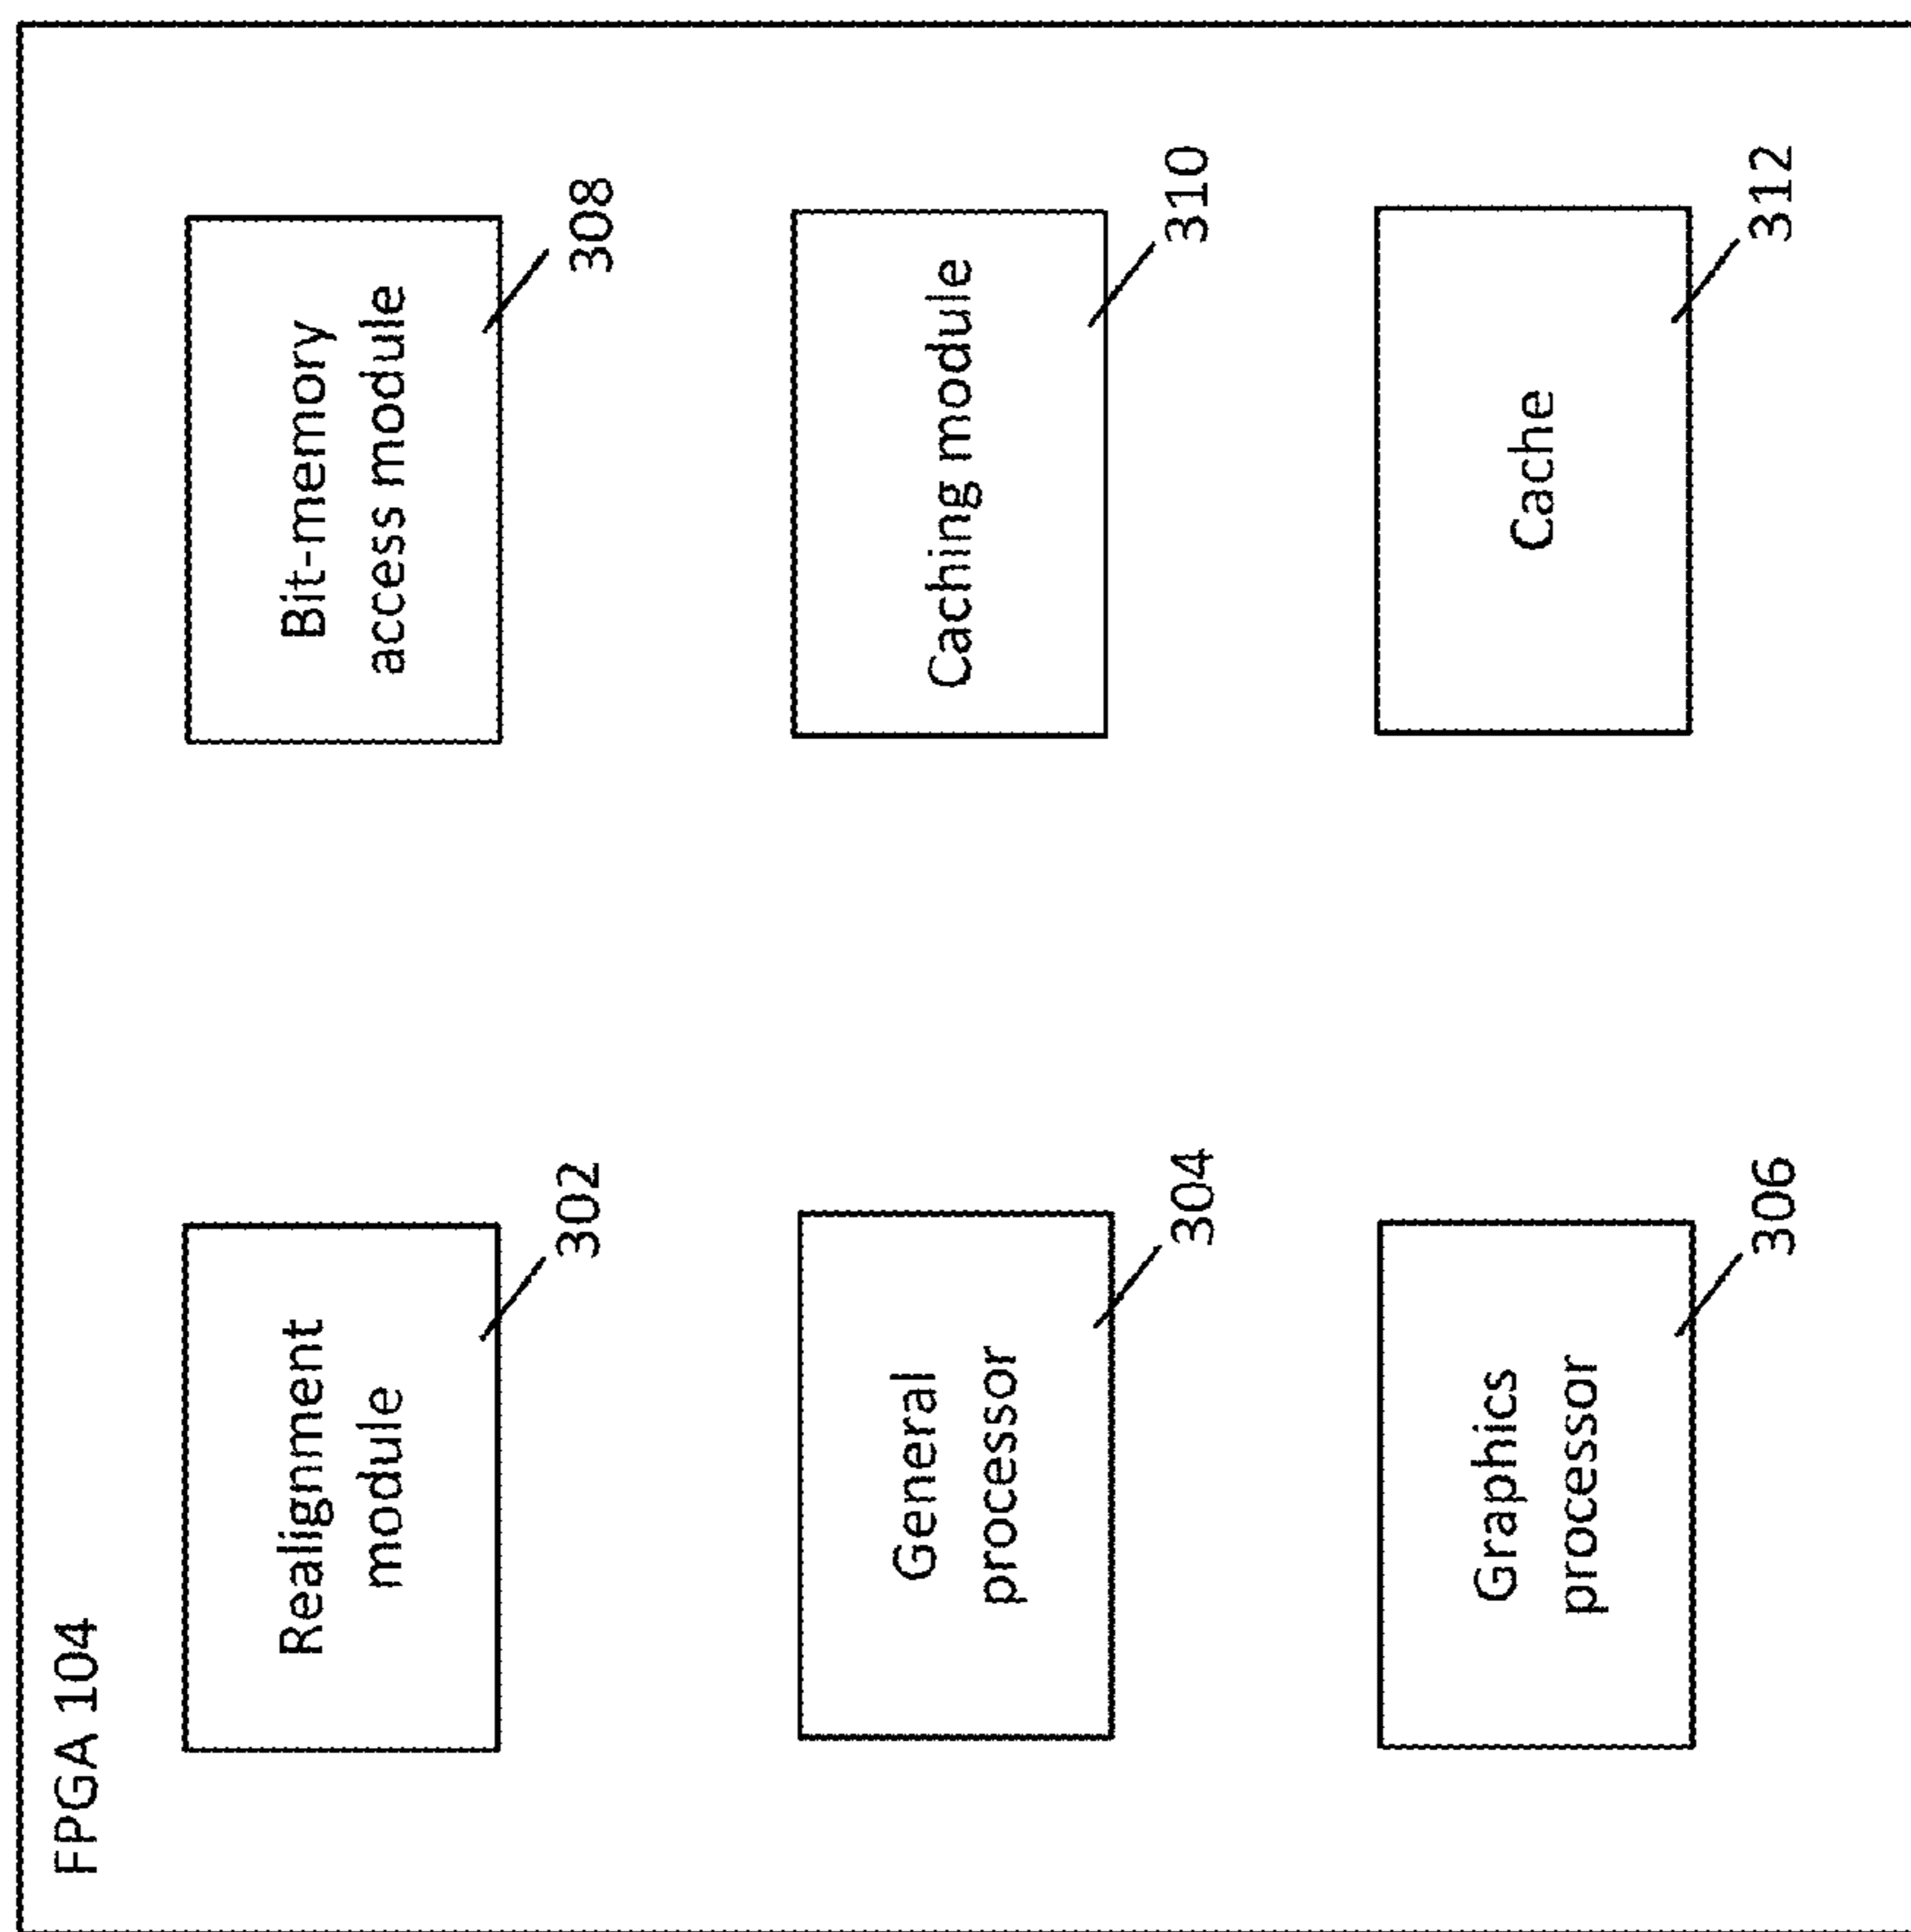 FPGA 104
Realignment
module
302
Bit-memory
access module
308
General
processor
304
Caching module
310
Graphics
processor
306
Cache
312